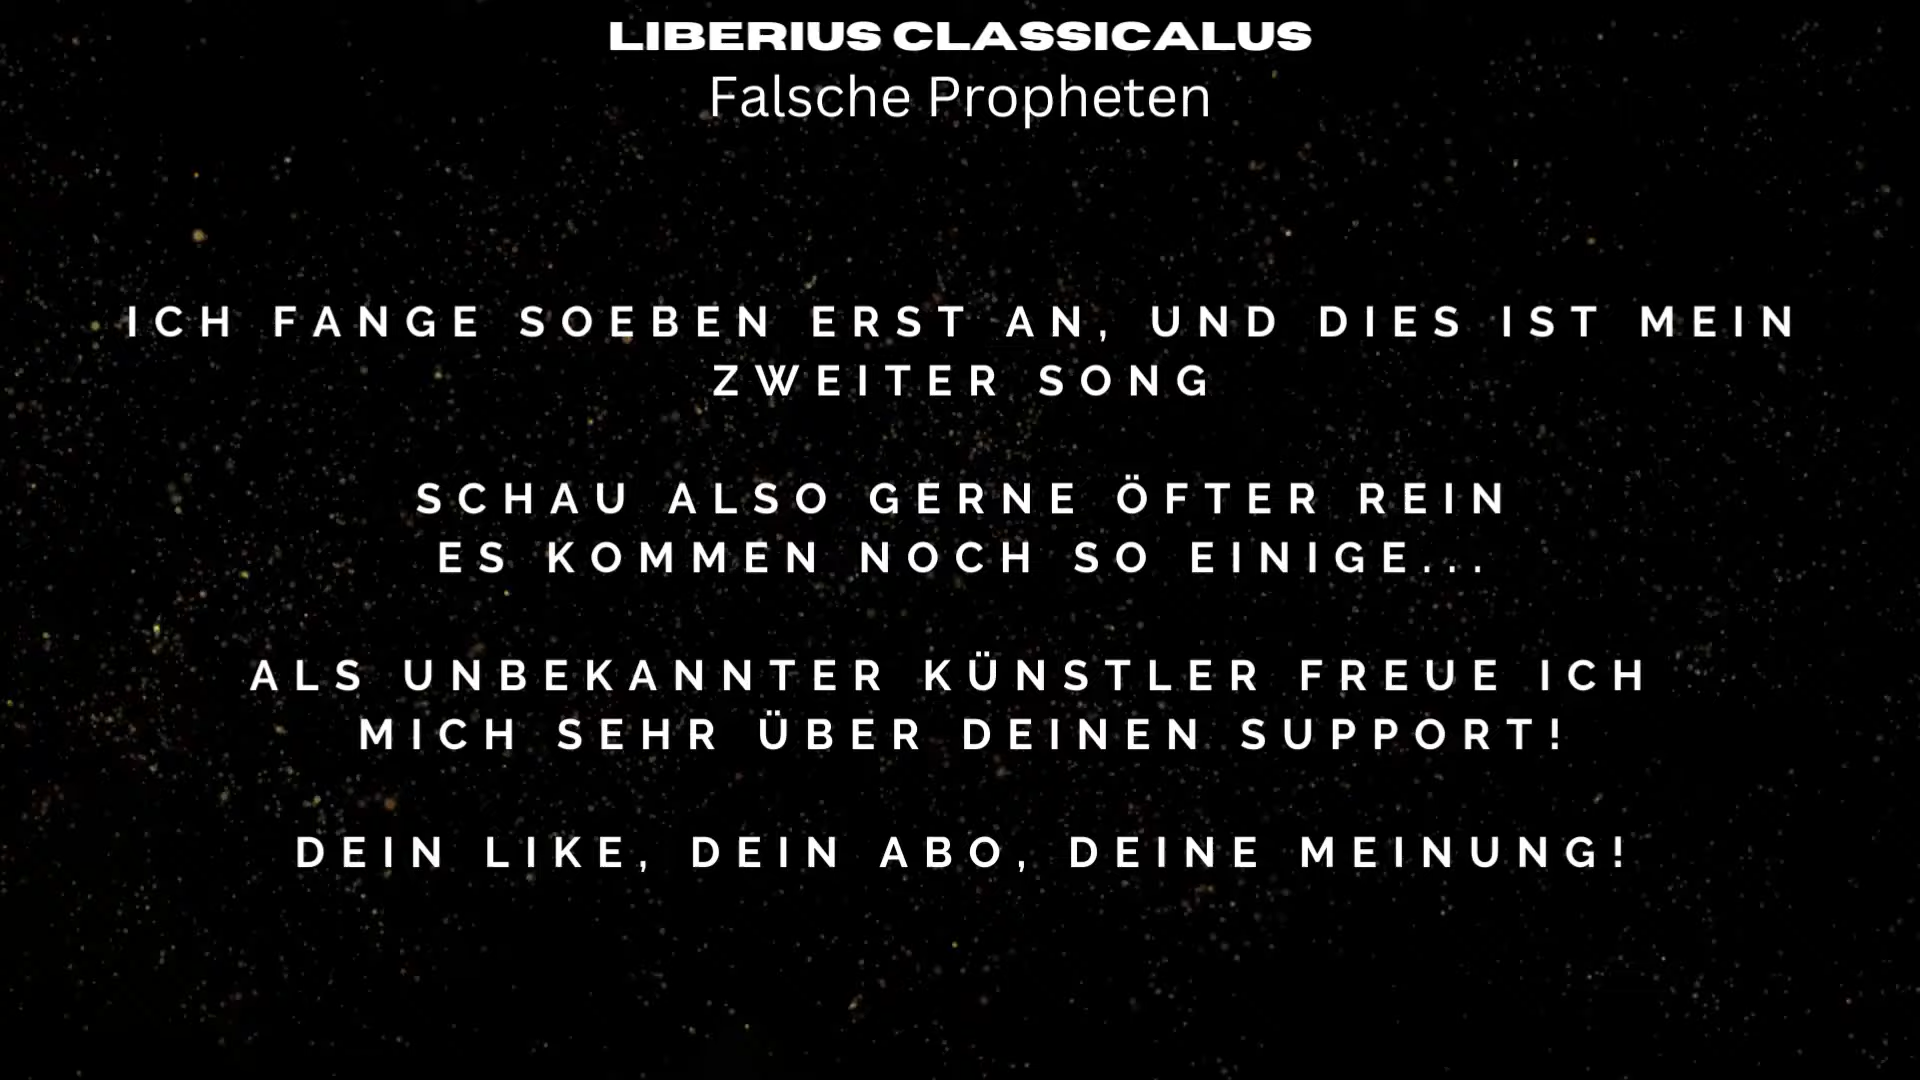 LIBERIUS CLASSICALUS
Falsche Propheten
ICH FANGE SOEBEN ERST AN, UND DIES IST MEIN
ZWEITER SONG
SCHAU ALSO GERNE ÖFTER REIN
ES KOMMEN NOCH SO EINIGE...
ALS UNBEKANNTER KÜNSTLER FREUE ICH
MICH SEHR ÜBER DEINEN SUPPORT!
DEIN LIKE, DEIN ABO, DEINE MEINUNG!